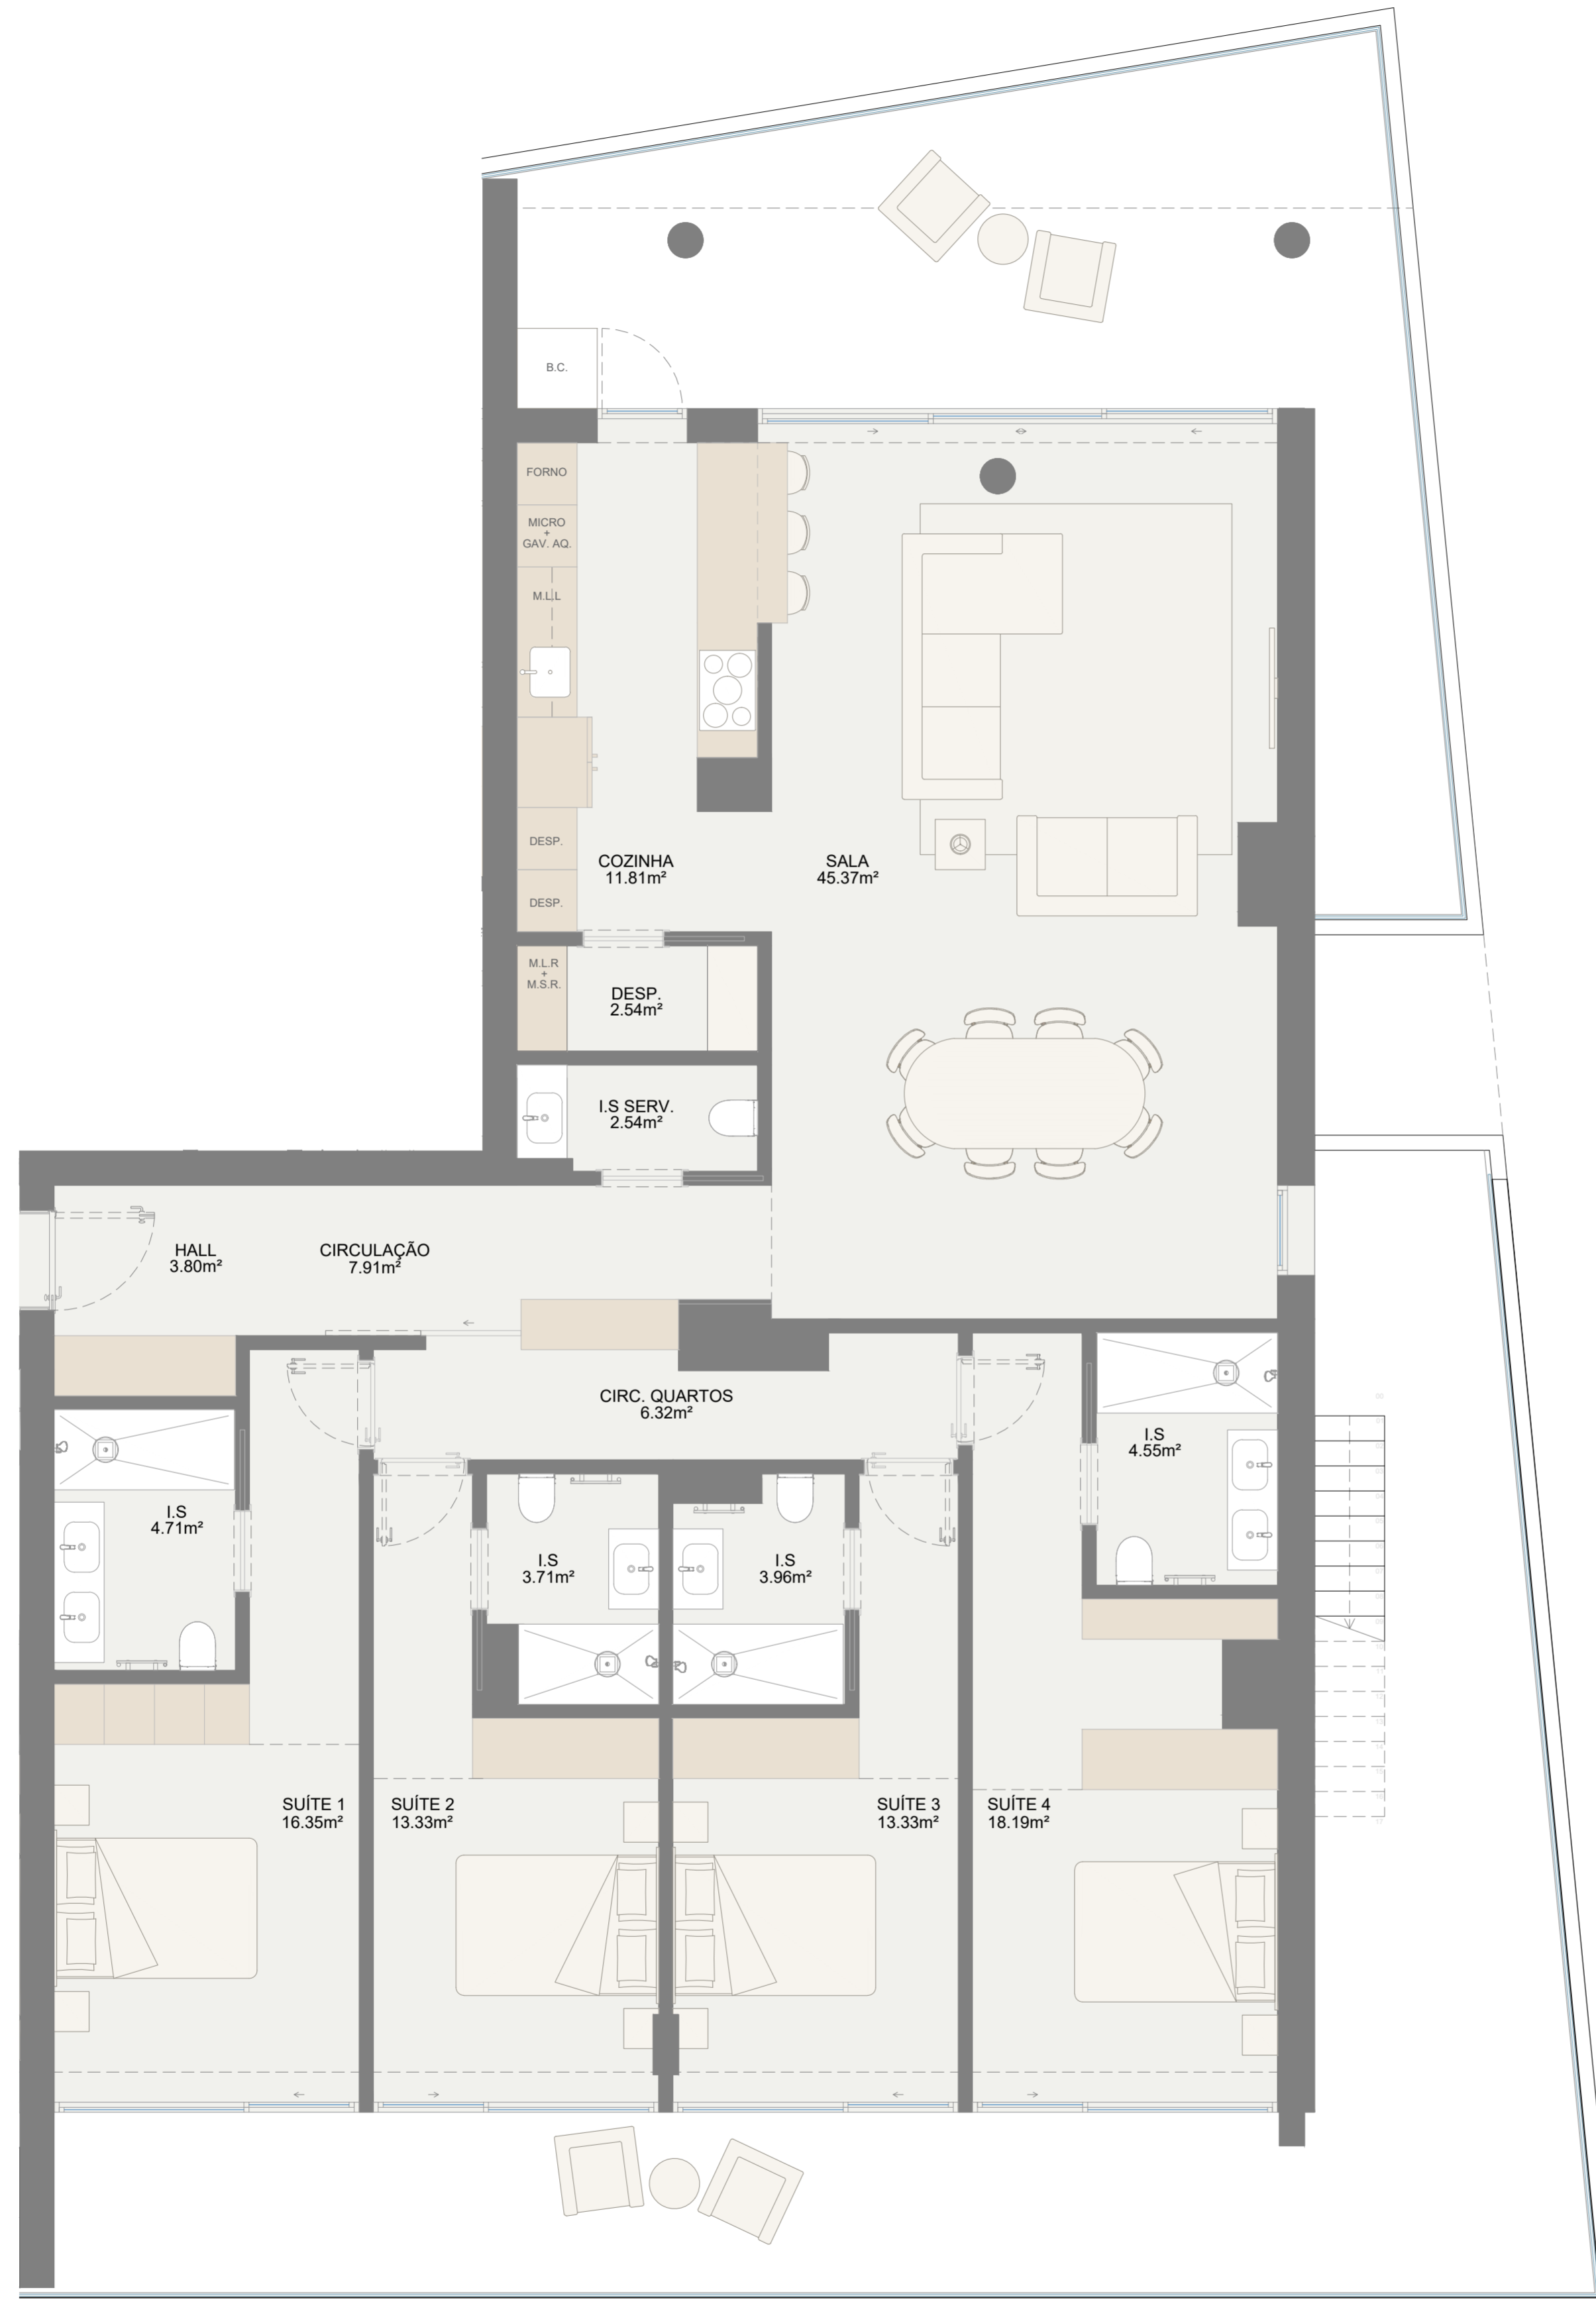 B.C.
FORNO
MICRO
+
GAV. AQ.
M.L.L
DESP.
DESP.
COZINHA
11.81m²
SALA
45.37m²
M.L.R
+
M.S.R.
DESP.
2.54m²
I.S SERV.
2.54m²
HALL
3.80m²
CIRCULAÇÃO
7.91m²
CIRC. QUARTOS
6.32m²
I.S
4.55m²
I.S
4.71m²
I.S
3.71m²
I.S
3.96m²
SUÍTE 1
16.35m²
SUÍTE 2
13.33m²
SUÍTE 3
13.33m²
SUÍTE 4
18.19m²